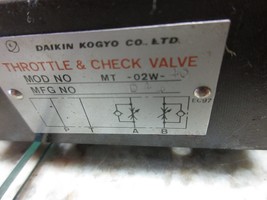 DAIKIN KOGYO CO., LTD.
THROTTLE & CHECK VALVE
MOD NO MT -02W-
MFG NO
P T A B